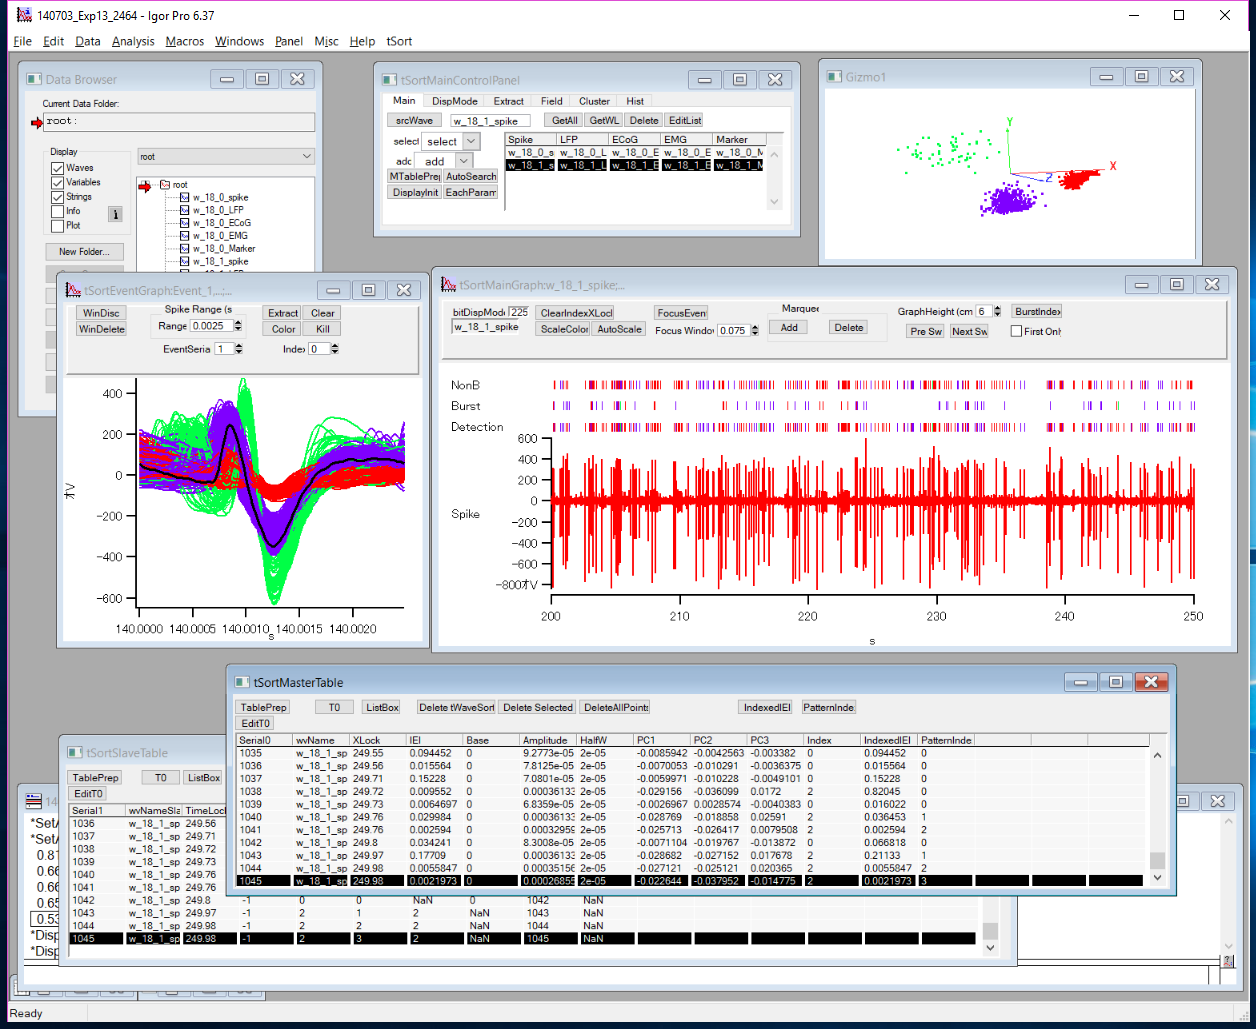 140703_Exp13_2464 - Igor Pro 6.37
File Edit Data Analysis Macros Windows Panel Misc Help tSort
Data Browser
Current Data Folder:
root:
Display
Waves
Variables
Strings
Info
Plot
New Folder...
root
root
w_18_0_spike
w_18_0_LFP
w_18_0_ECoG
w_18_0_EMG
w_18_0_Marker
w_18_1_spike
tSortMainControlPanel
Main DispMode Extract Field Cluster Hist
srcWave w_18_1_spike GetAll GetWL Delete EditList
select select
add add
MTablePrep AutoSearch
DisplayInit EachParam
Spike LFP ECoG EMG Marker
w_18_0_s w_18_0_L w_18_0_E w_18_0_E w_18_0_M
w_18_1_s w_18_1_L w_18_1_E w_18_1_E w_18_1_M
Gizmo1
Y
X
Z
tSortEventGraph:Event_1,...;...
WinDisc
WinDelete
Spike Range (s
Range 0.0025
EventSeria 1
Extract Clear
Color Kill
Index 0
400
200
0
-200
-400
-600
140.0000 140.0005 140.0010 140.0015 140.0020
s
tSortMainGraph:w_18_1_spike;...
bitDispMode 225
w_18_1_spike
ClearIndexXLocl
ScaleColor AutoScale
FocusEven
Focus Window 0.075
Marquee
Add Delete
GraphHeight (cm 6
Pre Sw Next Sw
BurstIndex
First Only
NonB
Burst
Detection
Spike
600
400
200
0
-200
-400
-600
200 210 220 230 240 250
s
tSortMasterTable
TablePrep T0 ListBox Delete tWaveSort Delete Selected DeleteAllPoints IndexedIEI PatternInde
EditT0
Serial0 wvName XLock IEI Base Amplitude HalfW PC1 PC2 PC3 Index IndexedIEI PatternInde
1035 w_18_1_sp 249.55 0.094452 0 9.2773e-05 2e-05 -0.0085942 -0.0042563 -0.003382 0 0.094452 0
1036 w_18_1_sp 249.56 0.015564 0 7.8125e-05 2e-05 -0.0070053 -0.010291 -0.0036375 0 0.015564 0
1037 w_18_1_sp 249.71 0.15228 0 7.0801e-05 2e-05 -0.0059971 -0.010228 -0.0049101 0 0.15228 0
1038 w_18_1_sp 249.72 0.009552 0 0.00036133 2e-05 -0.029156 -0.036099 0.0172 2 0.82045 0
1039 w_18_1_sp 249.73 0.0064697 0 6.8359e-05 2e-05 -0.0026967 0.0028574 -0.0040383 0 0.016022 0
1040 w_18_1_sp 249.76 0.029984 0 0.00036133 2e-05 -0.028769 -0.018858 0.02591 2 0.036453 1
1041 w_18_1_sp 249.76 0.002594 0 0.00032959 2e-05 -0.025713 -0.026417 0.0079508 2 0.002594 2
1042 w_18_1_sp 249.8 0.034241 0 8.3008e-05 2e-05 -0.0071104 -0.019767 -0.013872 0 0.066818 0
1043 w_18_1_sp 249.97 0.17709 0 0.00036133 2e-05 -0.028682 -0.027152 0.017678 2 0.21133 1
1044 w_18_1_sp 249.98 0.0055847 0 0.00035156 2e-05 -0.027121 -0.025121 0.020365 2 0.0055847 2
1045 w_18_1_sp 249.98 0.0021973 0 0.00026855 2e-05 -0.022644 -0.037952 -0.014775 2 0.0021973 3
tSortSlaveTable
TablePrep T0 ListBox
EditT0
Serial1 wvNameSla TimeLock
1036 w_18_1_sp 249.56
1037 w_18_1_sp 249.71
1038 w_18_1_sp 249.72
1039 w_18_1_sp 249.73
1040 w_18_1_sp 249.76
1041 w_18_1_sp 249.76
1042 w_18_1_sp 249.8 -1 0 0 NaN 0 1042 NaN
1043 w_18_1_sp 249.97 -1 2 1 2 NaN 1043 NaN
1044 w_18_1_sp 249.98 -1 2 2 2 NaN 1044 NaN
1045 w_18_1_sp 249.98 -1 2 3 2 NaN 1045 NaN
*Disp
*Disp
Ready